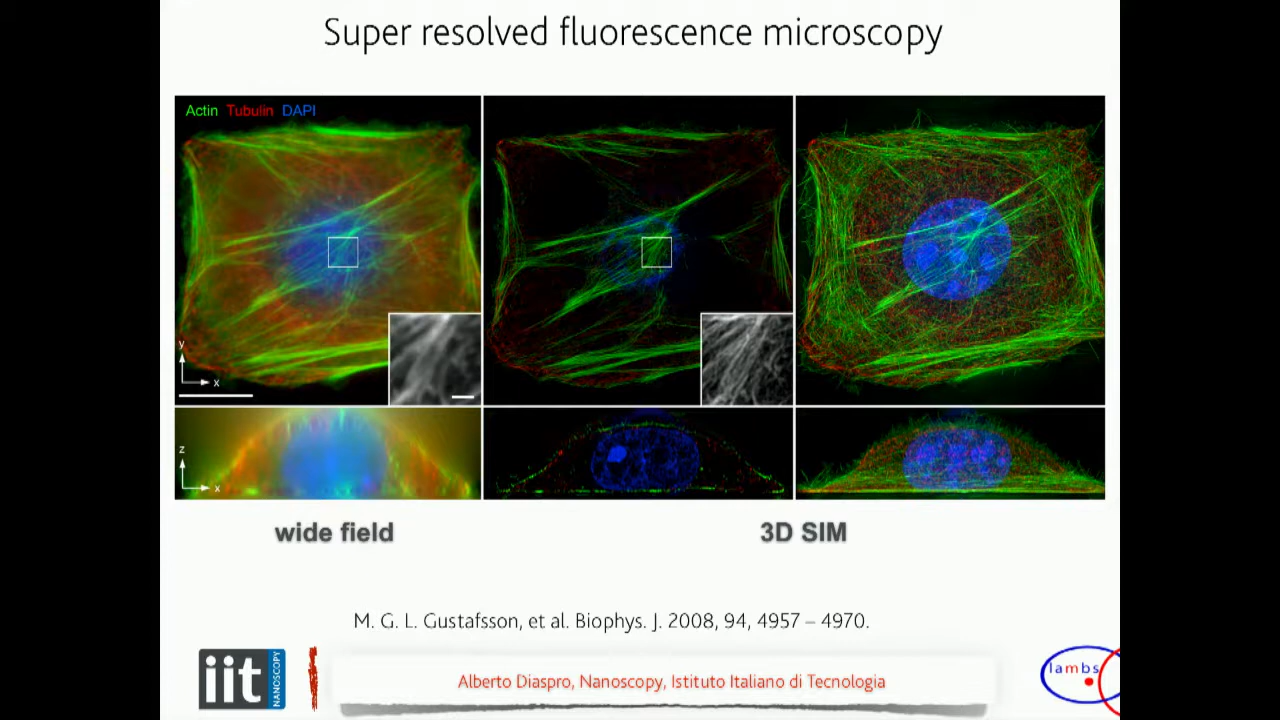 Super resolved fluorescence microscopy
Actin Tubulin DAPI
y
x
z
x
wide field
3D SIM
M. G. L. Gustafsson, et al. Biophys. J. 2008, 94, 4957 – 4970.
iit NANOSCOPY
Alberto Diaspro, Nanoscopy, Istituto Italiano di Tecnologia
lambs